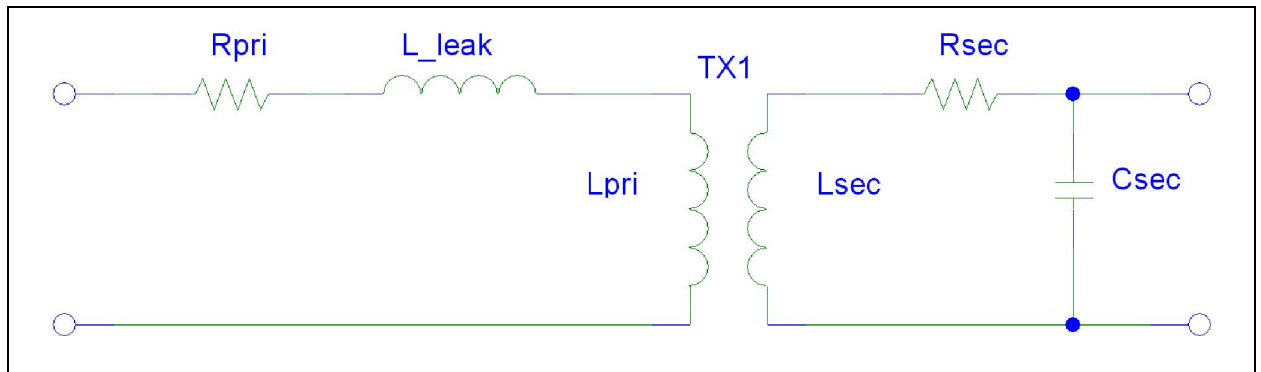 Rpri
L_leak
TX1
Rsec
Lpri
Lsec
Csec